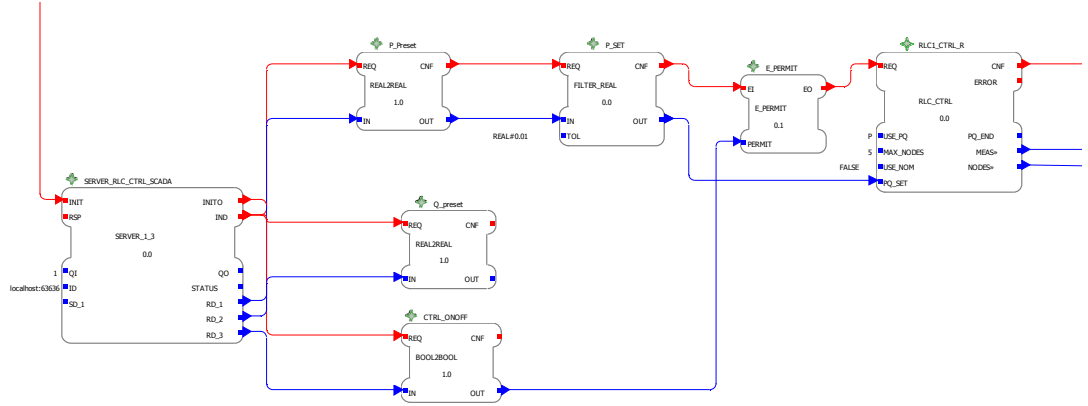 P_Preset
REQ CNF
REAL2REAL
1.0
IN OUT
P_SET
REQ CNF
FILTER_REAL
0.0
IN OUT
REAL#0.01 TOL
E_PERMIT
EI EO
E_PERMIT
0.1
PERMIT
RLC1_CTRL_R
REQ CNF
ERROR
RLC_CTRL
0.0
P USE_PQ PQ_END
5 MAX_NODES MEAS»
FALSE USE_NOM NODES»
PQ_SET
SERVER_RLC_CTRL_SCADA
INIT INITO
RSP IND
SERVER_1_3
0.0
1 QI QO
localhost:63636 ID STATUS
SD_1 RD_1
RD_2
RD_3
Q_preset
REQ CNF
REAL2REAL
1.0
IN OUT
CTRL_ONOFF
REQ CNF
BOOL2BOOL
1.0
IN OUT